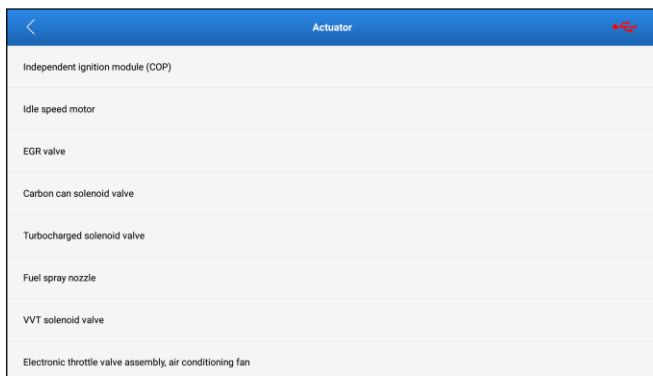 Actuator
Independent ignition module (COP)
Idle speed motor
EGR valve
Carbon can solenoid valve
Turbocharged solenoid valve
Fuel spray nozzle
VVT solenoid valve
Electronic throttle valve assembly, air conditioning fan